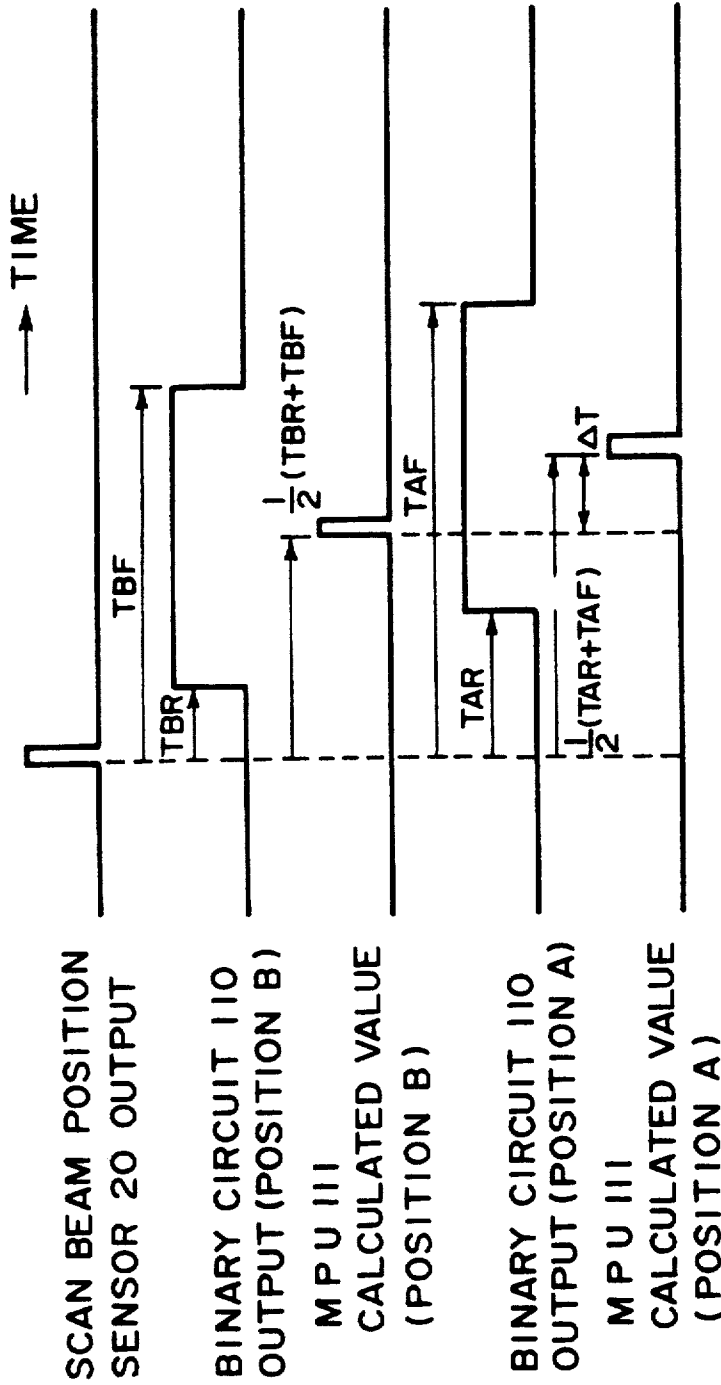 → TIME
SCAN BEAM POSITION
SENSOR 20 OUTPUT
TBF
TBR
BINARY CIRCUIT 110
OUTPUT (POSITION B)
1/2 (TBR+TBF)
MPU 111
CALCULATED VALUE
(POSITION B)
TAF
TAR
BINARY CIRCUIT 110
OUTPUT (POSITION A)
1/2 (TAR+TAF)
ΔT
MPU 111
CALCULATED VALUE
(POSITION A)